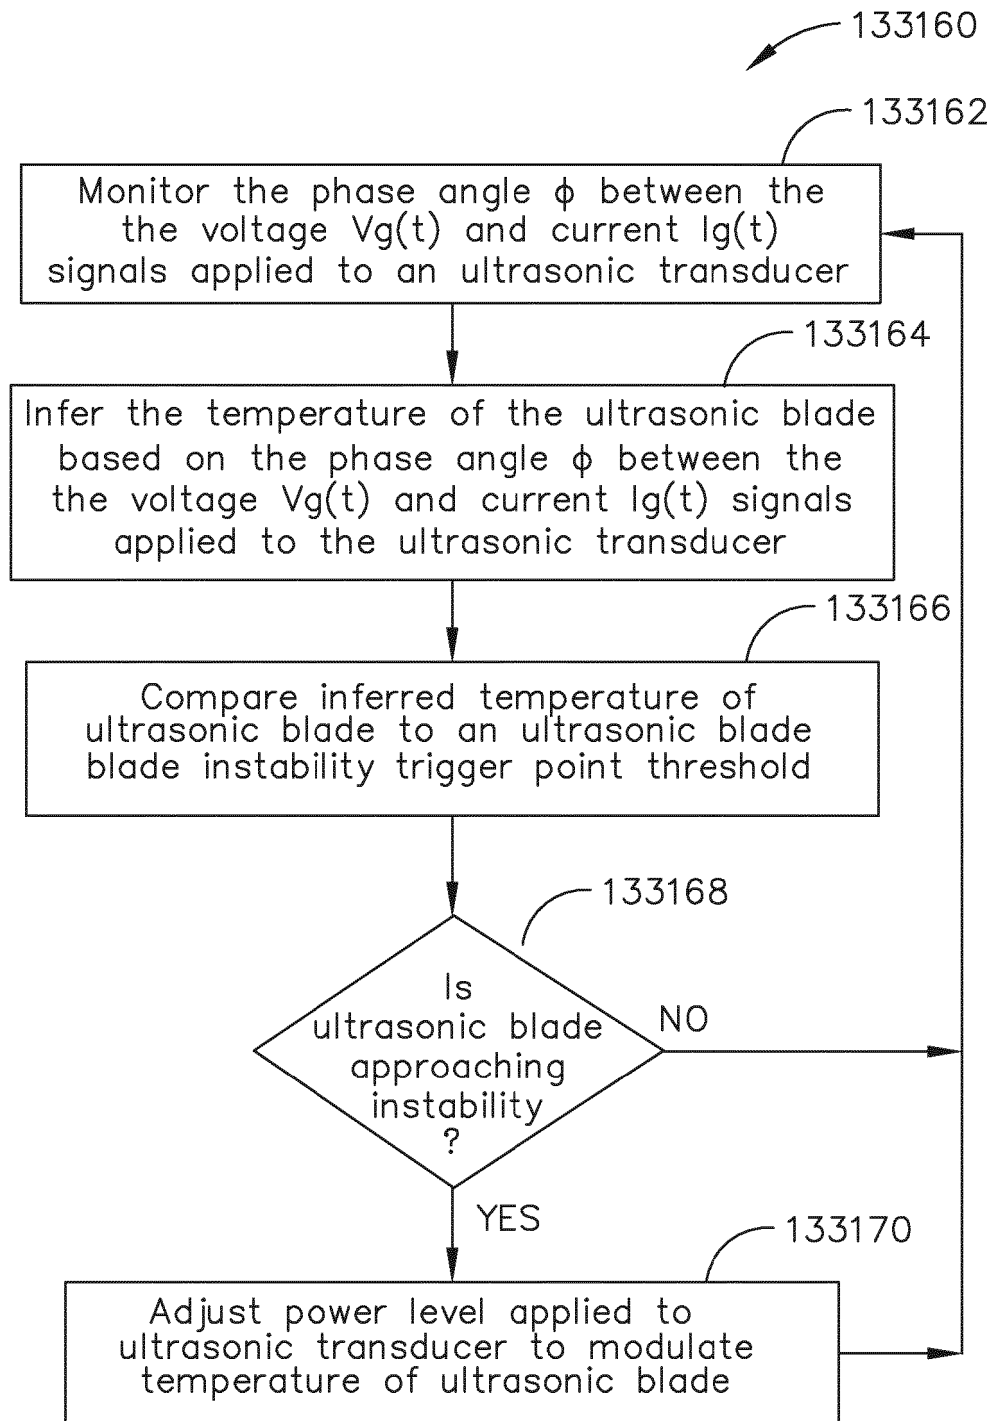 133160
133162
Monitor the phase angle ϕ between the
the voltage Vg(t) and current Ig(t)
signals applied to an ultrasonic transducer
133164
Infer the temperature of the ultrasonic blade
based on the phase angle ϕ between the
the voltage Vg(t) and current Ig(t) signals
applied to the ultrasonic transducer
133166
Compare inferred temperature of
ultrasonic blade to an ultrasonic blade
blade instability trigger point threshold
133168
Is
ultrasonic blade
approaching
instability
?
NO
YES
133170
Adjust power level applied to
ultrasonic transducer to modulate
temperature of ultrasonic blade